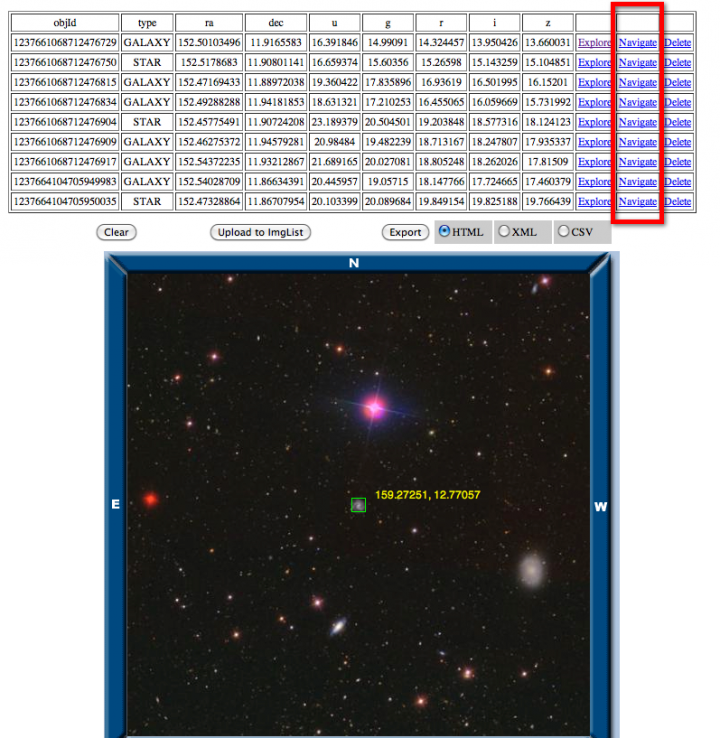 objId type ra dec u g r i z
1237661068712476729 GALAXY 152.50103496 11.9165583 16.391846 14.99091 14.324457 13.950426 13.660031 Explore Navigate Delete
1237661068712476750 STAR 152.5178683 11.90801141 16.659374 15.60356 15.26598 15.143259 15.104851 Explore Navigate Delete
1237661068712476815 GALAXY 152.47169433 11.88972038 19.360422 17.835896 16.93619 16.501995 16.15201 Explore Navigate Delete
1237661068712476834 GALAXY 152.49288288 11.94181853 18.631321 17.210253 16.455065 16.059669 15.731992 Explore Navigate Delete
1237661068712476904 STAR 152.45775491 11.90724208 23.189379 20.504501 19.203848 18.577316 18.124123 Explore Navigate Delete
1237661068712476909 GALAXY 152.46275372 11.94579281 20.98484 19.482239 18.713167 18.247807 17.935337 Explore Navigate Delete
1237661068712476917 GALAXY 152.54372235 11.93212867 21.689165 20.027081 18.805248 18.262026 17.81509 Explore Navigate Delete
1237664104705949983 GALAXY 152.54028709 11.86634391 20.445957 19.05715 18.147766 17.724665 17.460379 Explore Navigate Delete
1237664104705950035 STAR 152.47328864 11.86707954 20.103399 20.089684 19.849154 19.825188 19.766439 Explore Navigate Delete
Clear Upload to ImgList Export HTML XML CSV
N
159.27251, 12.77057
E W